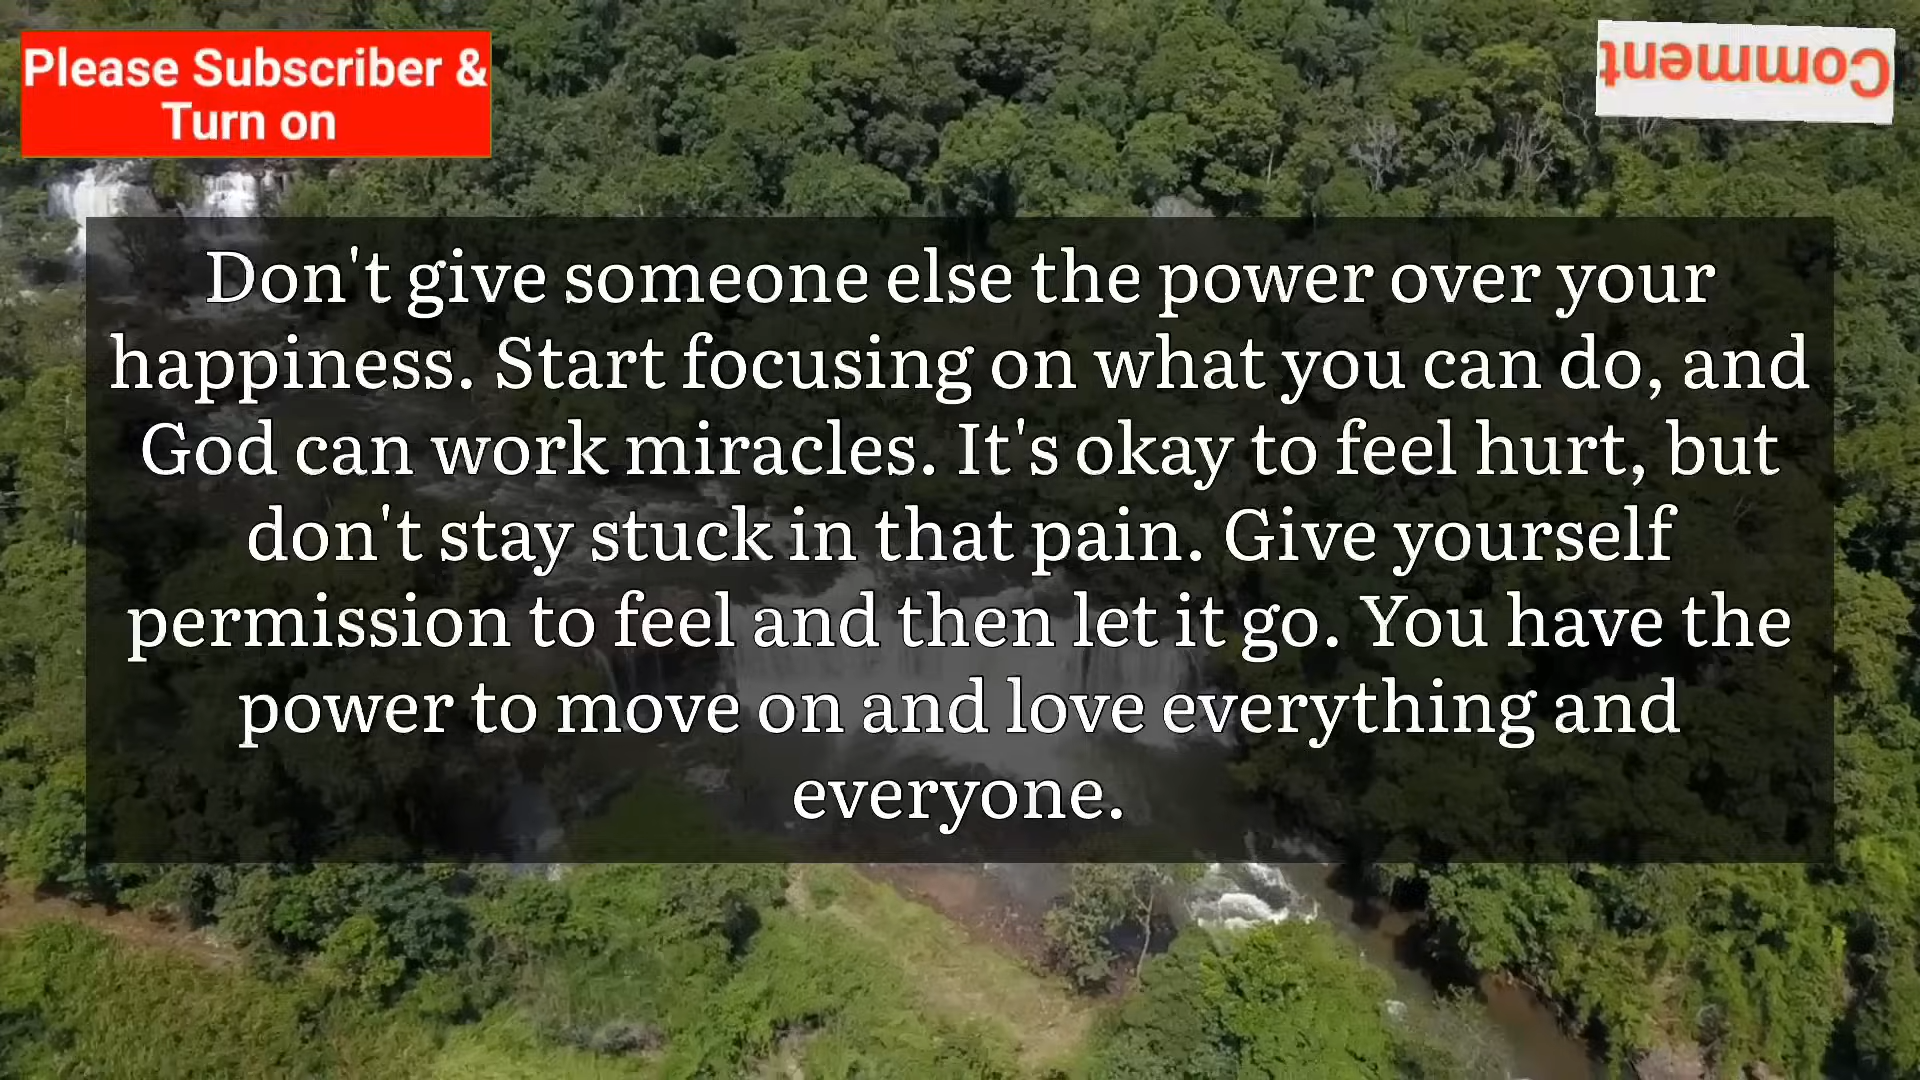 Please Subscriber &
Turn on
Comment
Don't give someone else the power over your
happiness. Start focusing on what you can do, and
God can work miracles. It's okay to feel hurt, but
don't stay stuck in that pain. Give yourself
permission to feel and then let it go. You have the
power to move on and love everything and
everyone.